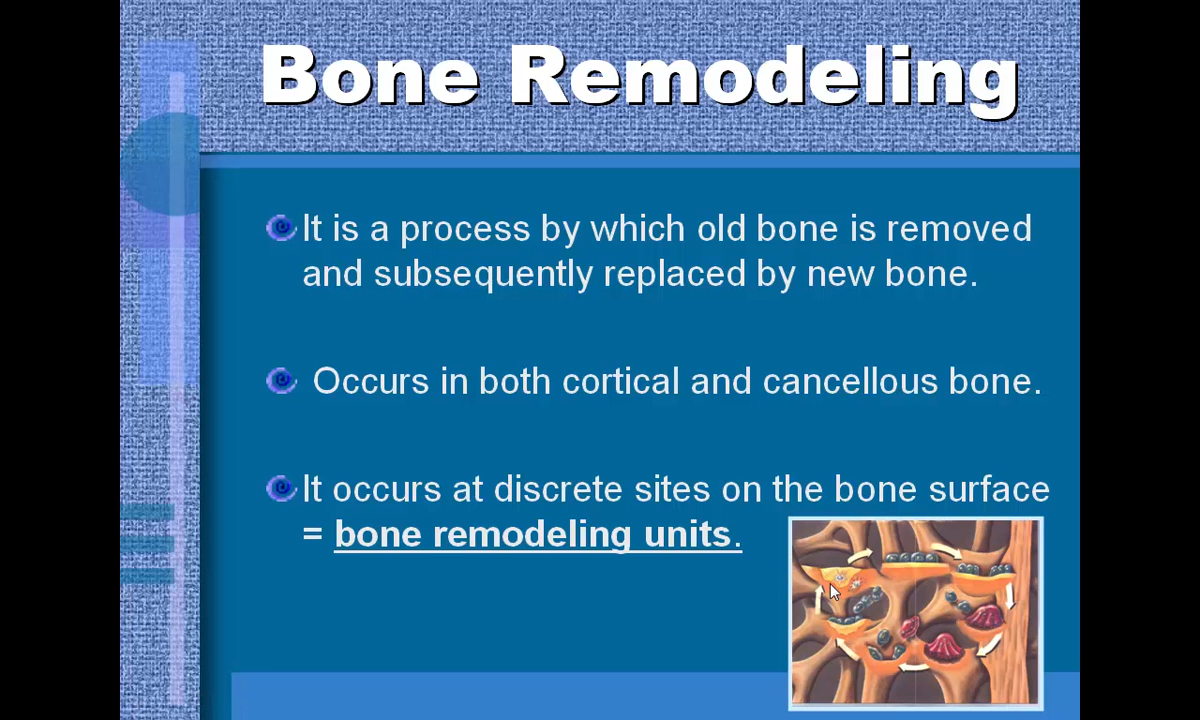 Bone Remodeling
It is a process by which old bone is removed
and subsequently replaced by new bone.
Occurs in both cortical and cancellous bone.
It occurs at discrete sites on the bone surface
= bone remodeling units.